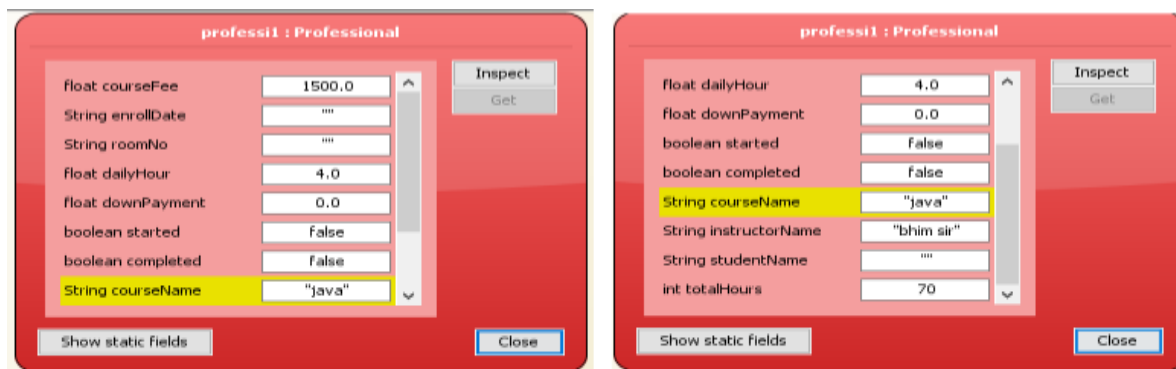 professi1 : Professional
float courseFee 1500.0
String enrollDate ""
String roomNo ""
float dailyHour 4.0
float downPayment 0.0
boolean started false
boolean completed false
String courseName "java"
Inspect
Get
Show static fields
Close
professi1 : Professional
float dailyHour 4.0
float downPayment 0.0
boolean started false
boolean completed false
String courseName "java"
String instructorName "bhim sir"
String studentName ""
int totalHours 70
Inspect
Get
Show static fields
Close